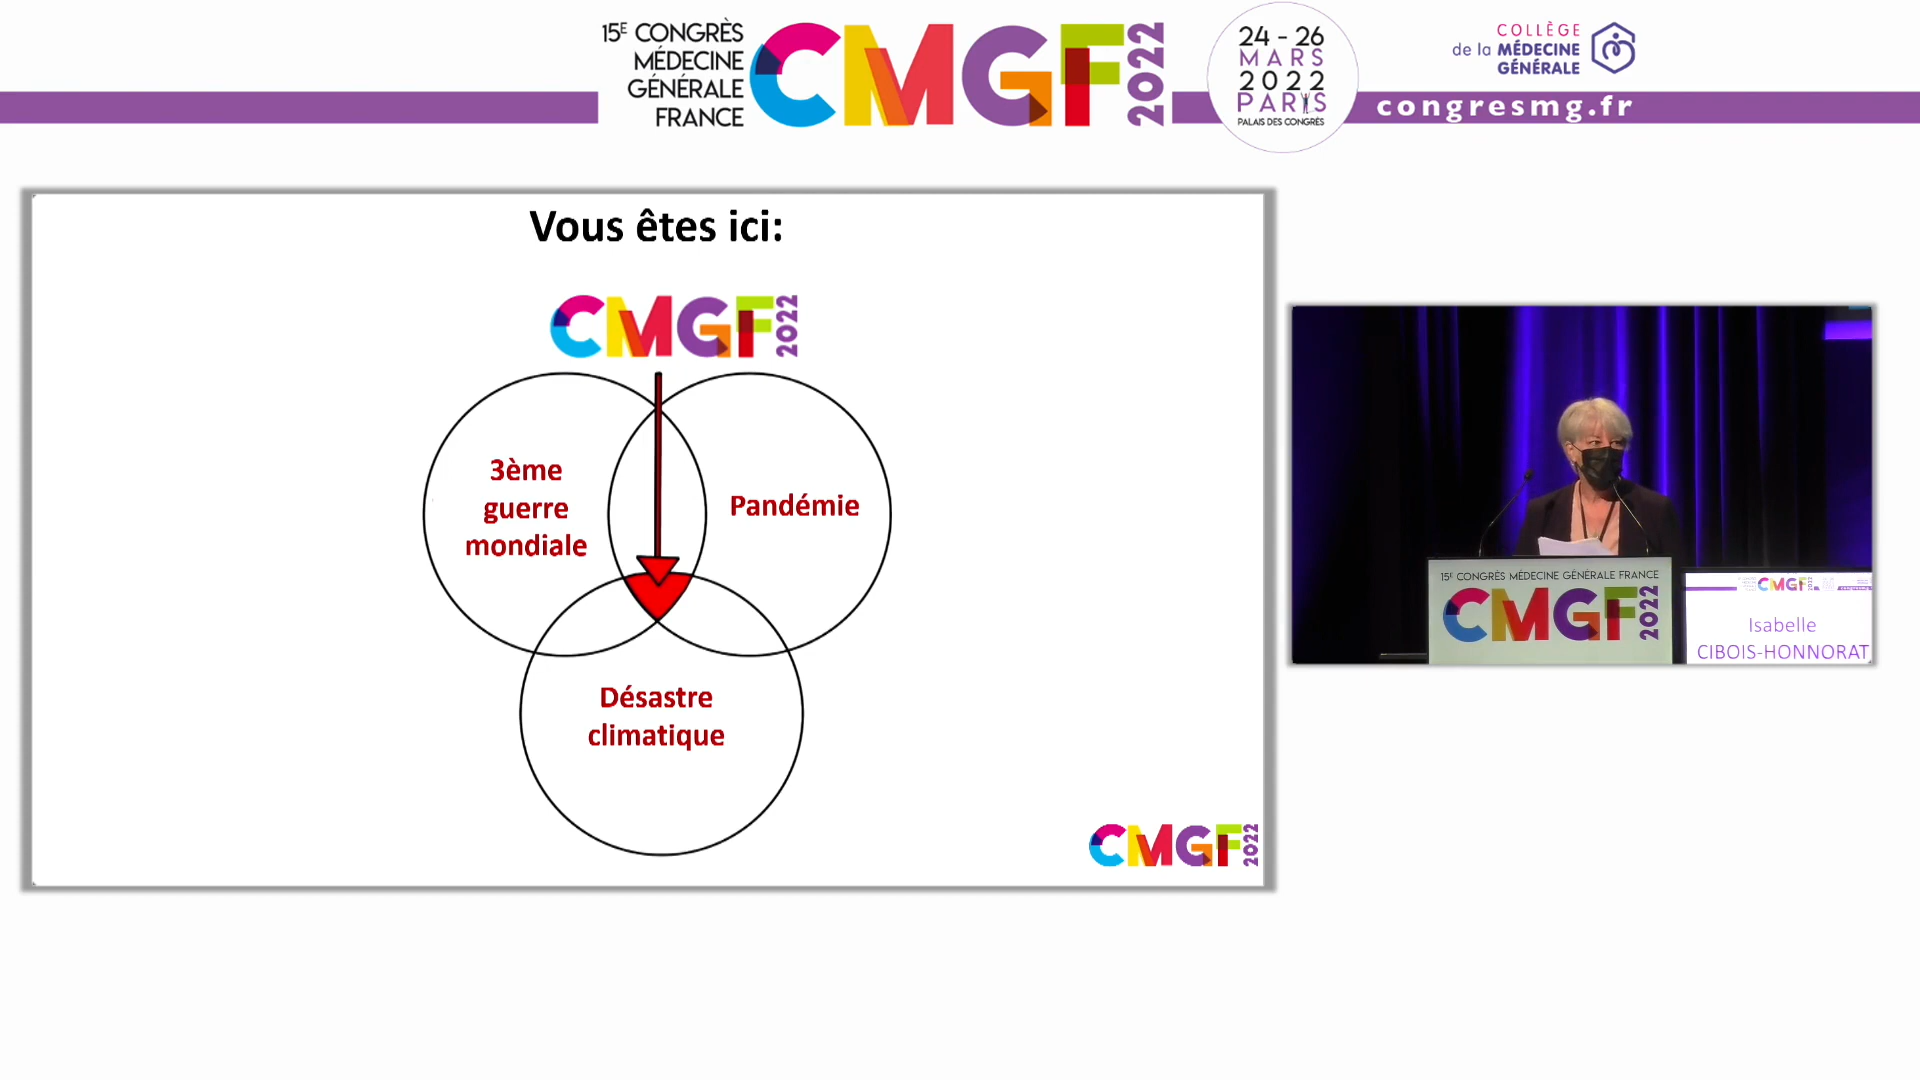 15E CONGRÈS
MÉDECINE
GÉNÉRALE
FRANCE
CMGF 2022
24 - 26
MARS
2022
PARIS
PALAIS DES CONGRÈS
COLLÈGE
de la MÉDECINE
GÉNÉRALE
congresmg.fr
Vous êtes ici:
CMGF 2022
3ème
guerre
mondiale
Pandémie
Désastre
climatique
CMGF 2022
15E CONGRÈS MÉDECINE GÉNÉRALE FRANCE
CMGF 2022
CMGF
Isabelle
CIBOIS-HONNORAT